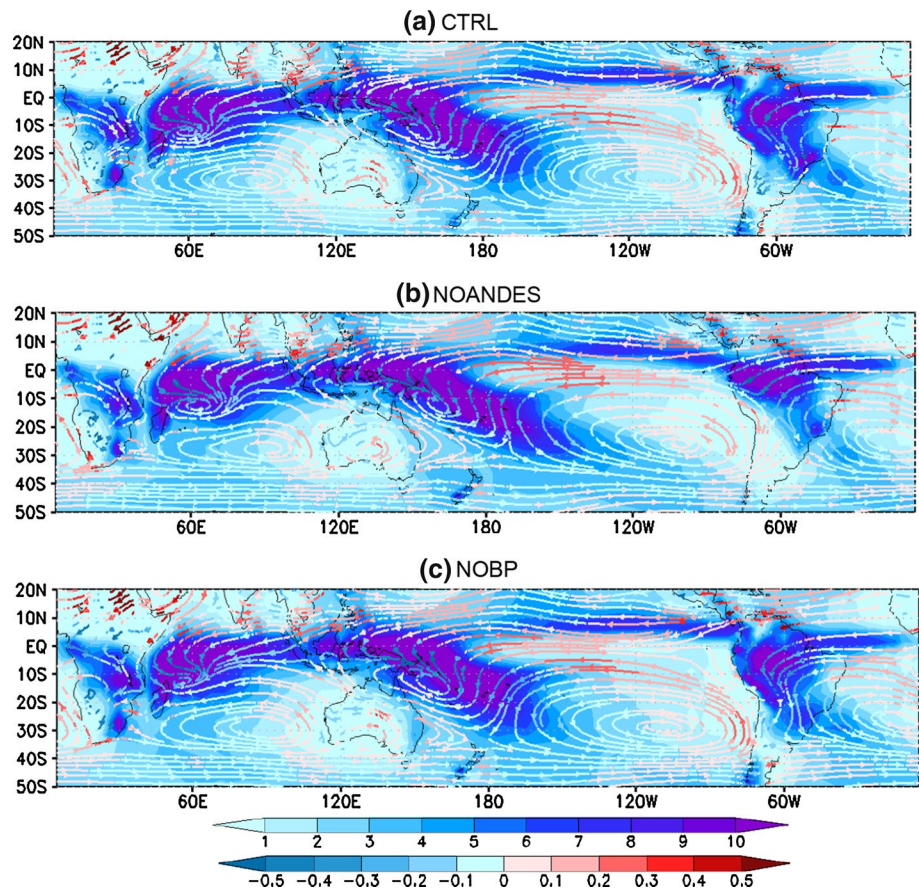 (a) CTRL
20N
10N
EQ
10S
20S
30S
40S
50S
60E 120E 180 120W 60W
(b) NOANDES
20N
10N
EQ
10S
20S
30S
40S
50S
60E 120E 180 120W 60W
(c) NOBP
20N
10N
EQ
10S
20S
30S
40S
50S
60E 120E 180 120W 60W
1 2 3 4 5 6 7 8 9 10
-0.5 -0.4 -0.3 -0.2 -0.1 0 0.1 0.2 0.3 0.4 0.5